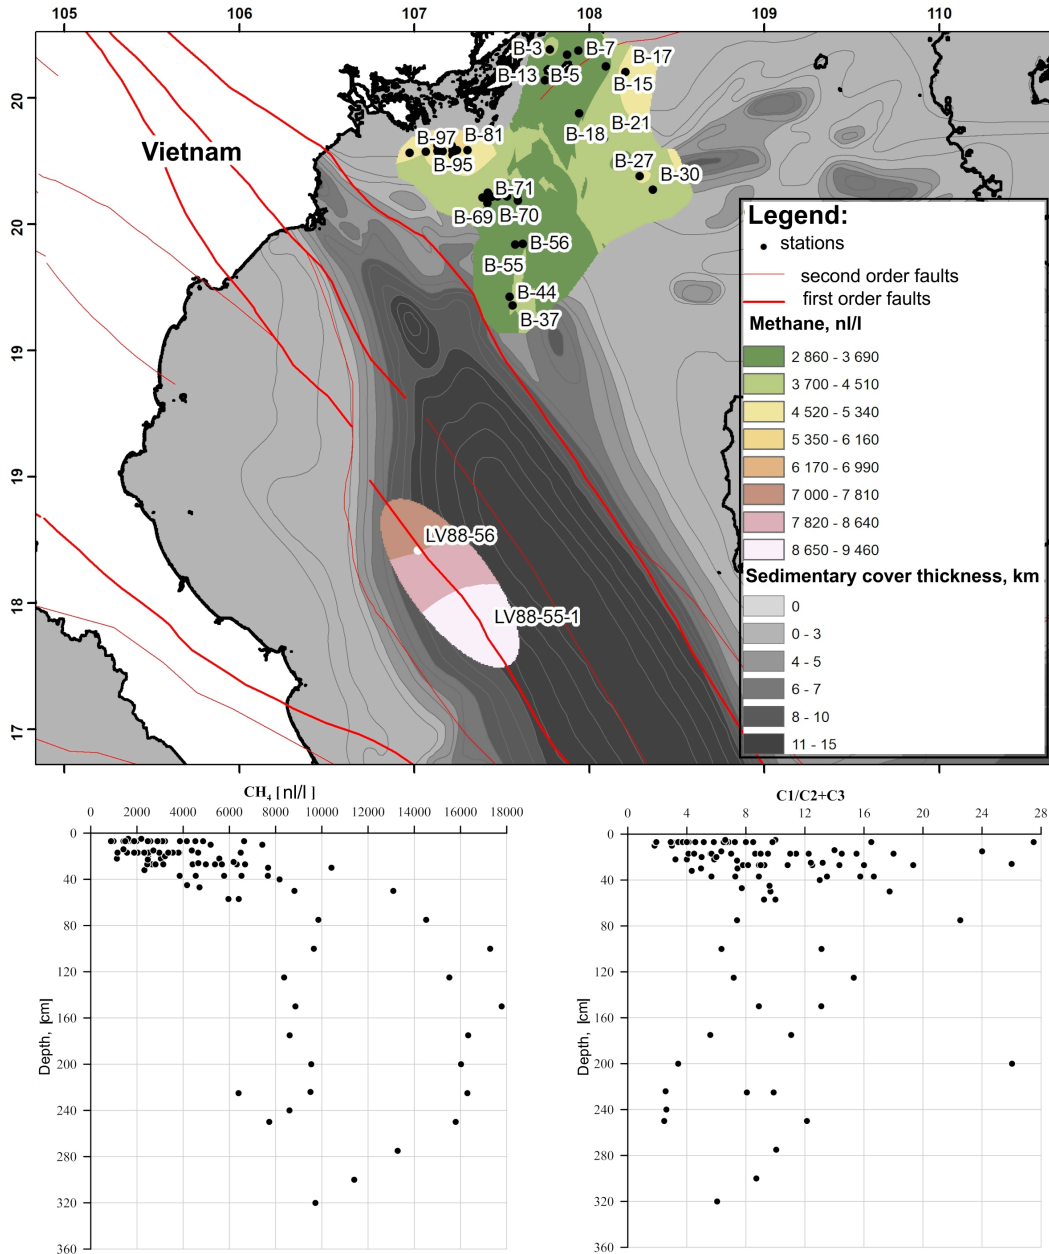 105 106 107 108 109 110
20
20
19
19
18
17
Vietnam
B-3
B-7
B-17
B-13
B-5
B-15
B-21
B-18
B-97
B-81
B-95
B-27
B-30
B-71
B-69
B-70
B-56
B-55
B-44
B-37
LV88-56
LV88-55-1
Legend:
stations
second order faults
first order faults
Methane, nl/l
2 860 - 3 690
3 700 - 4 510
4 520 - 5 340
5 350 - 6 160
6 170 - 6 990
7 000 - 7 810
7 820 - 8 640
8 650 - 9 460
Sedimentary cover thickness, km
0
0 - 3
4 - 5
6 - 7
8 - 10
11 - 15
105 106 107 108 109 110
CH4 [nl/l]
0 2000 4000 6000 8000 10000 12000 14000 16000 18000
0
40
80
120
160
200
240
280
320
360
Depth, [cm]
C1/C2+C3
0 4 8 12 16 20 24 28
0
40
80
120
160
200
240
280
320
360
Depth, [cm]